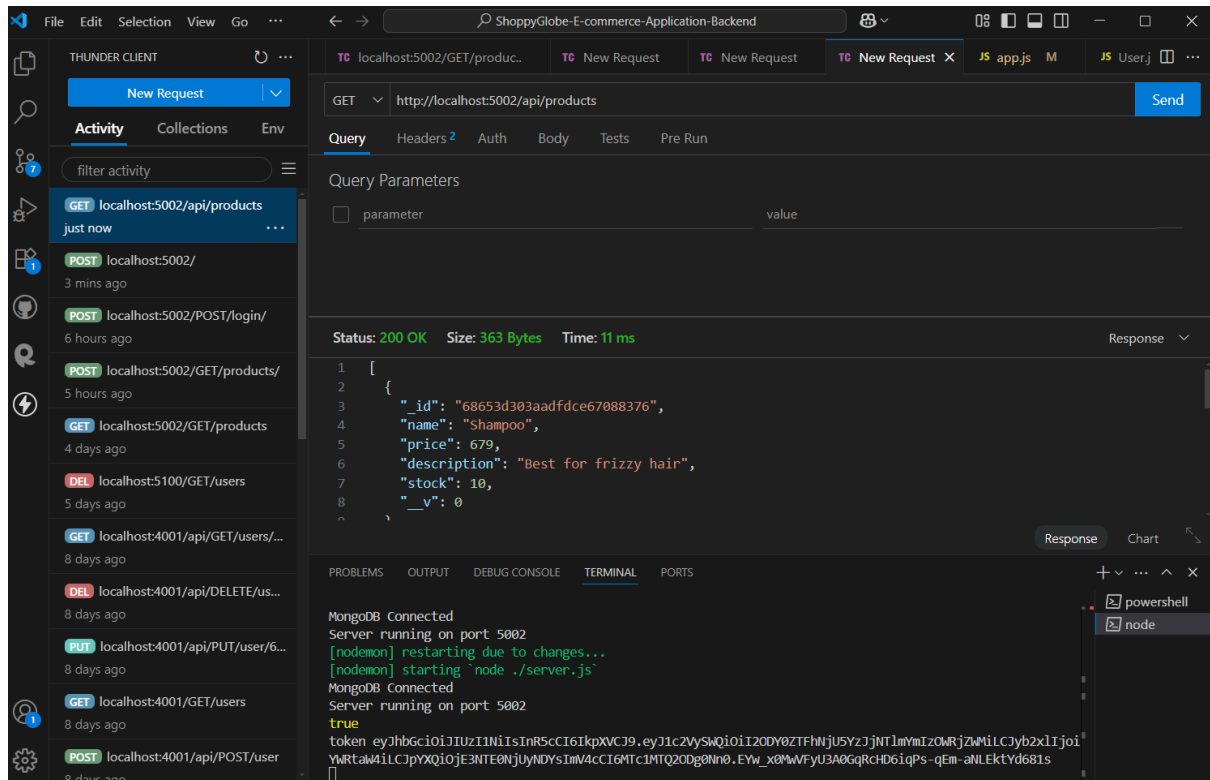 File Edit Selection View Go ··· ShoppyGlobe-E-commerce-Application-Backend
THUNDER CLIENT
New Request
Activity Collections Env
filter activity
GET localhost:5002/api/products
just now
POST localhost:5002/
3 mins ago
POST localhost:5002/POST/login/
6 hours ago
POST localhost:5002/GET/products/
5 hours ago
GET localhost:5002/GET/products
4 days ago
DEL localhost:5100/GET/users
5 days ago
GET localhost:4001/api/GET/users/...
8 days ago
DEL localhost:4001/api/DELETE/us...
8 days ago
PUT localhost:4001/api/PUT/user/6...
8 days ago
GET localhost:4001/GET/users
8 days ago
POST localhost:4001/api/POST/user
8 days ago
7
1
1
TC localhost:5002/GET/produc.. TC New Request TC New Request TC New Request JS app.js M JS User.j
GET http://localhost:5002/api/products Send
Query Headers 2 Auth Body Tests Pre Run
Query Parameters
parameter value
Status: 200 OK Size: 363 Bytes Time: 11 ms Response
1 [
2 {
3 "_id": "68653d303aadfdce67088376",
4 "name": "Shampoo",
5 "price": 679,
6 "description": "Best for frizzy hair",
7 "stock": 10,
8 "__v": 0
Response Chart
PROBLEMS OUTPUT DEBUG CONSOLE TERMINAL PORTS
powershell
node
MongoDB Connected
Server running on port 5002
[nodemon] restarting due to changes...
[nodemon] starting `node ./server.js`
MongoDB Connected
Server running on port 5002
true
token eyJhbGciOiJIUzI1NiIsInR5cCI6IkpXVCJ9.eyJ1c2VySWQiOiI2ODY0ZTFhNjU5YzJjNTlmYmIzOWRjZWMiLCJyb2xlIjoi
YWRtaW4iLCJpYXQiOjE3NTE0NjUyNDYsImV4cCI6MTc1MTQ2ODg0Nn0.EYw_x0MwVFyU3A0GqRcHD6iqPs-qEm-aNLEktYd681s